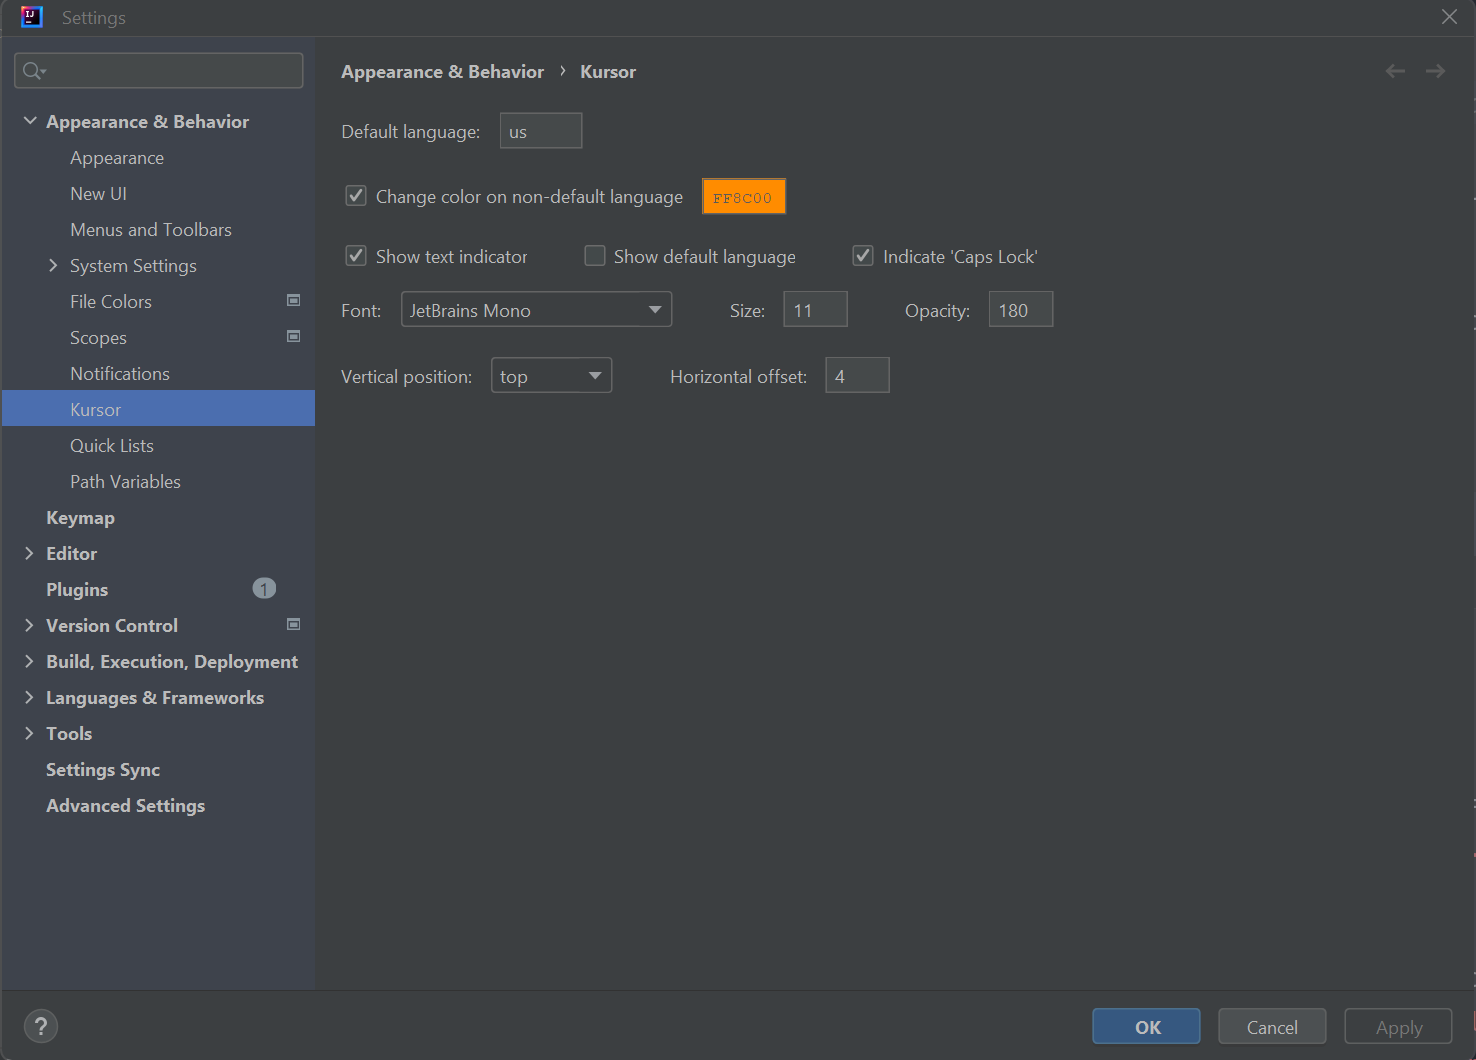 Settings
Appearance & Behavior
Appearance
New UI
Menus and Toolbars
System Settings
File Colors
Scopes
Notifications
Kursor
Quick Lists
Path Variables
Keymap
Editor
Plugins 1
Version Control
Build, Execution, Deployment
Languages & Frameworks
Tools
Settings Sync
Advanced Settings
Appearance & Behavior › Kursor
Default language: us
Change color on non-default language FF8C00
Show text indicator Show default language Indicate 'Caps Lock'
Font: JetBrains Mono Size: 11 Opacity: 180
Vertical position: top Horizontal offset: 4
? OK Cancel Apply